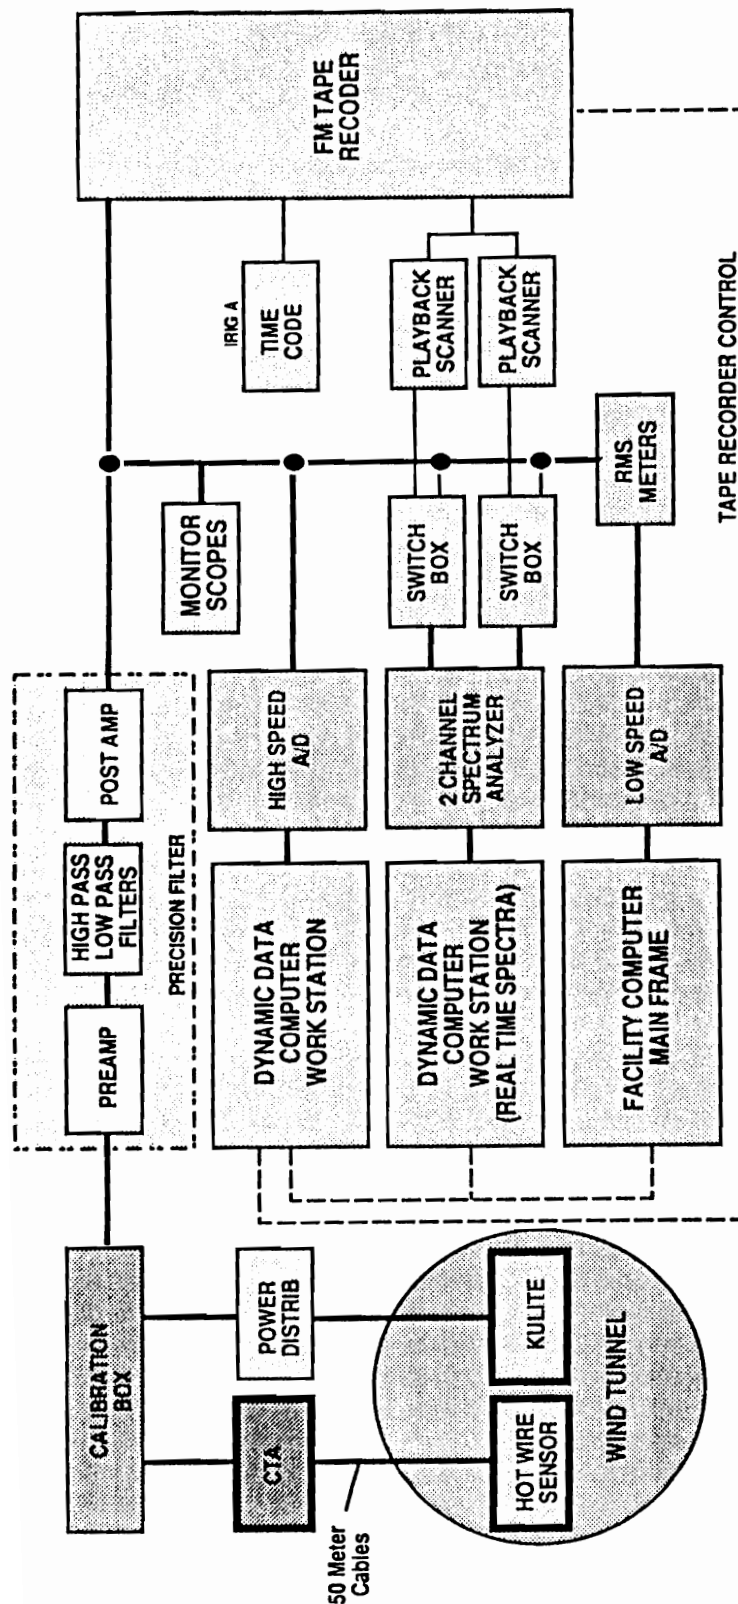 CALIBRATION
BOX
PREAMP
HIGH PASS
LOW PASS
FILTERS
POST AMP
PRECISION FILTER
FM TAPE
RECODER
IRIG A
TIME
CODE
MONITOR
SCOPES
CTA
POWER
DISTRIB
50 Meter
Cables
HOT WIRE
SENSOR
KULITE
WIND TUNNEL
DYNAMIC DATA
COMPUTER
WORK STATION
HIGH SPEED
A/D
DYNAMIC DATA
COMPUTER
WORK STATION
(REAL TIME SPECTRA)
2 CHANNEL
SPECTRUM
ANALYZER
SWITCH
BOX
SWITCH
BOX
PLAYBACK
SCANNER
PLAYBACK
SCANNER
FACILITY COMPUTER
MAIN FRAME
LOW SPEED
A/D
RMS
METERS
TAPE RECORDER CONTROL